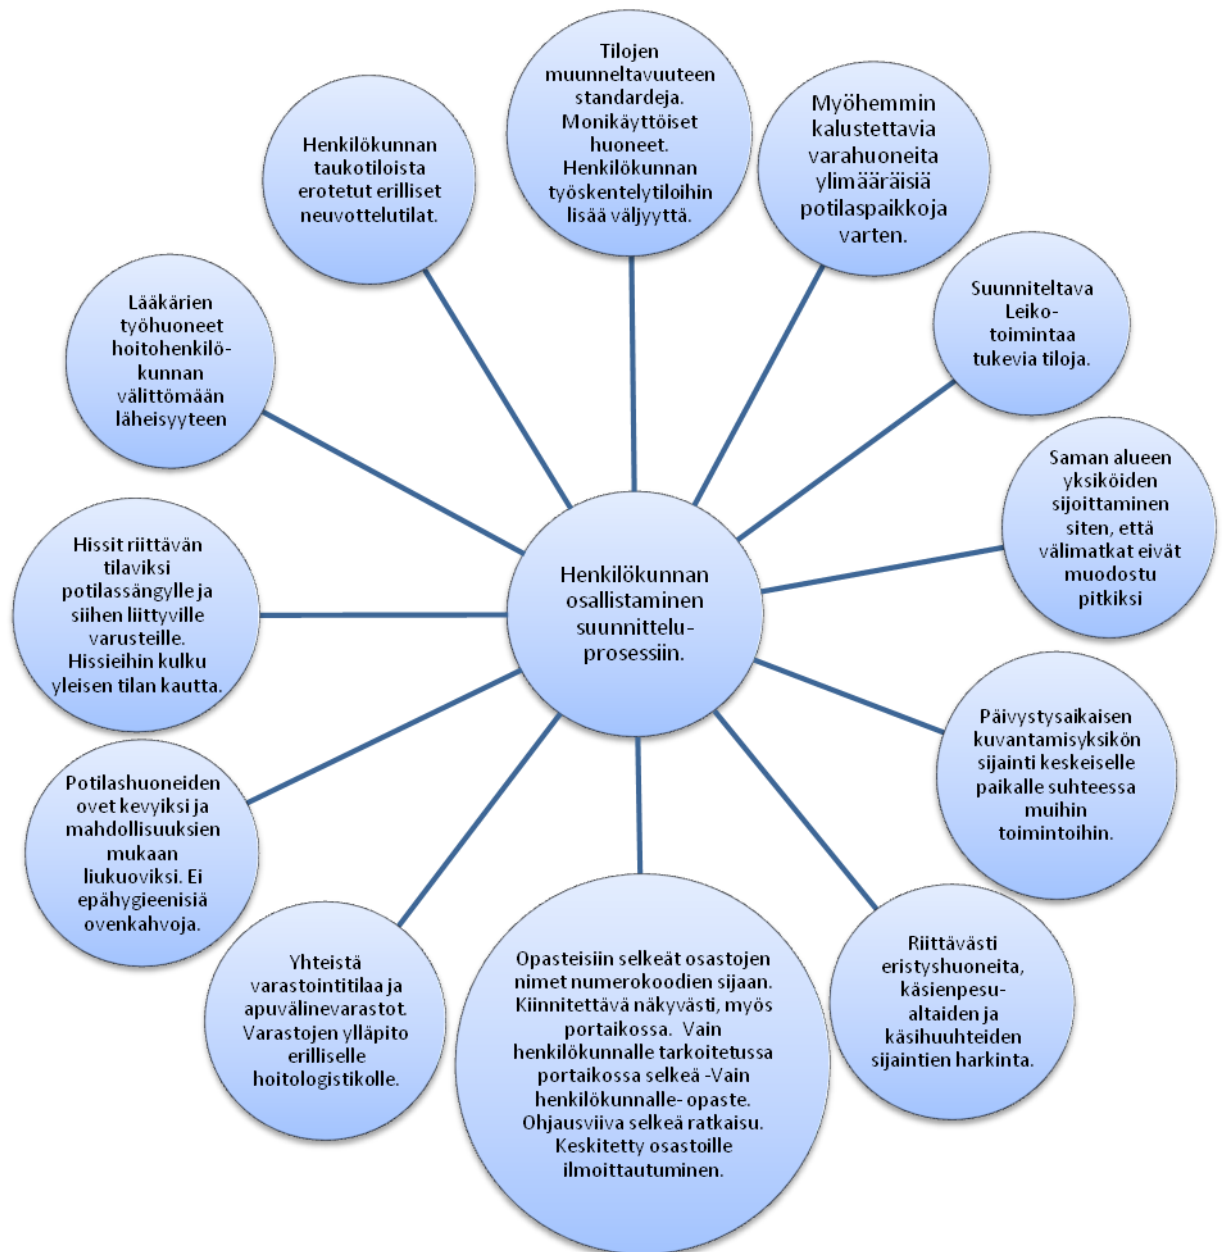 Tilojen
muunneltavuuteen
standardeja.
Monikäyttöiset
huoneet.
Henkilökunnan
työskentelytiloihin
lisää väljyyttä.
Myöhemmin
kalustettavia
varahuoneita
ylimääräisiä
potilaspaikkoja
varten.
Suunniteltava
Leiko-
toimintaa
tukevia tiloja.
Saman alueen
yksiköiden
sijoittaminen
siten, että
välimatkat eivät
muodostu
pitkiksi
Päivystysaikaisen
kuvantamisyksikön
sijainti keskeiselle
paikalle suhteessa
muihin
toimintoihin.
Riittävästi
eristyshuoneita,
käsienpesu-
altaiden ja
käsihuuhteiden
sijaintien harkinta.
Opasteisiin selkeät osastojen
nimet numerokoodien sijaan.
Kiinnitettävä näkyvästi, myös
portaikossa. Vain
henkilökunnalle tarkoitetussa
portaikossa selkeä -Vain
henkilökunnalle- opaste.
Ohjausviiva selkeä ratkaisu.
Keskitetty osastoille
ilmoittautuminen.
Yhteistä
varastointitilaa ja
apuvälinevarastot.
Varastojen ylläpito
erilliselle
hoitologistikolle.
Potilashuoneiden
ovet kevyiksi ja
mahdollisuuksien
mukaan
liukuoviksi. Ei
epähygieenisiä
ovenkahvoja.
Hissit riittävän
tilaviksi
potilassängylle ja
siihen liittyville
varusteille.
Hissieihin kulku
yleisen tilan kautta.
Lääkärien
työhuoneet
hoitohenkilö-
kunnan
välittömään
läheisyyteen
Henkilökunnan
taukotiloista
erotetut erilliset
neuvottelutilat.
Henkilökunnan
osallistaminen
suunnittelu-
prosessiin.